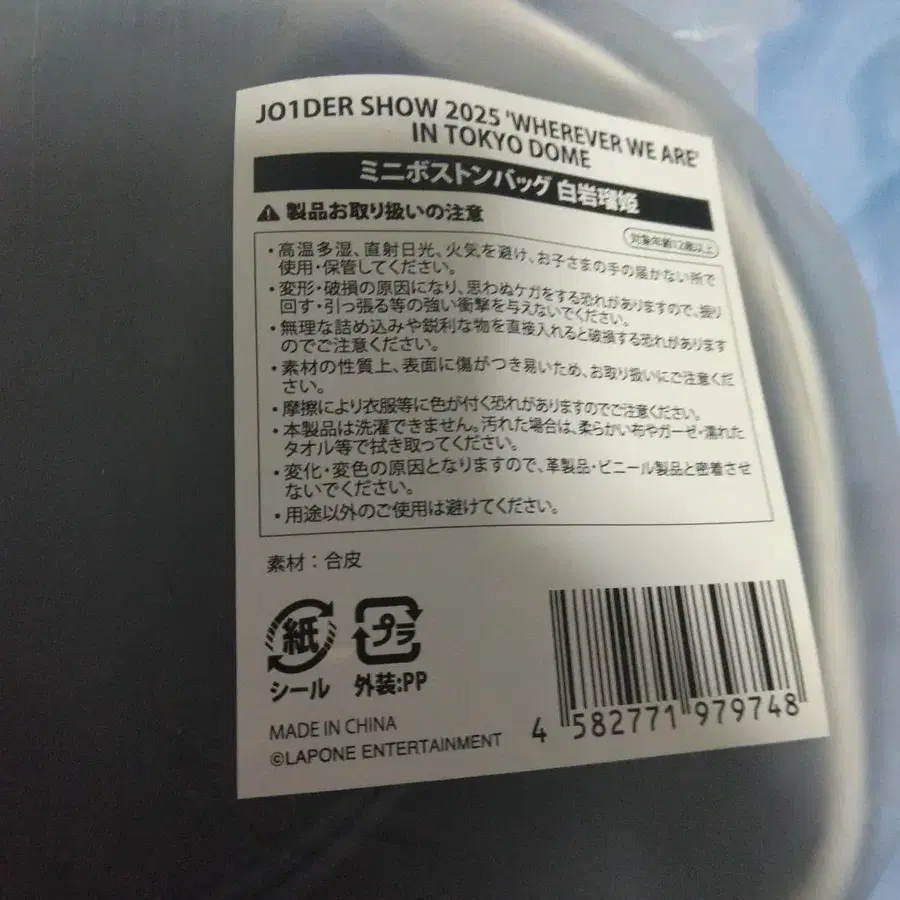 JO1DER SHOW 2025 'WHEREVER WE ARE'
IN TOKYO DOME
ミニボストンバッグ 白岩瑠姫
製品お取り扱いの注意
対象年齢12歳以上
・高温多湿、直射日光、火気を避け、お子さまの手の届かない所で
使用・保管してください。
・変形・破損の原因になり、思わぬケガをする恐れがありますので、振り
回す・引っ張る等の強い衝撃を与えないでください。
・無理な詰め込みや鋭利な物を直接入れると破損する恐れがあります
のでご注意ください。
・素材の性質上、表面に傷がつき易いため、お取り扱いにご注意くだ
さい。
・摩擦により衣服等に色が付く恐れがありますのでご注意ください。
・本製品は洗濯できません。汚れた場合は、柔らかい布やガーゼ・濡れた
タオル等で拭き取ってください。
・変化・変色の原因となりますので、革製品・ビニール製品と密着させ
ないでください。
・用途以外のご使用は避けてください。
素材：合皮
紙 プラ
シール 外装:PP
MADE IN CHINA
©LAPONE ENTERTAINMENT
4 582771 979748